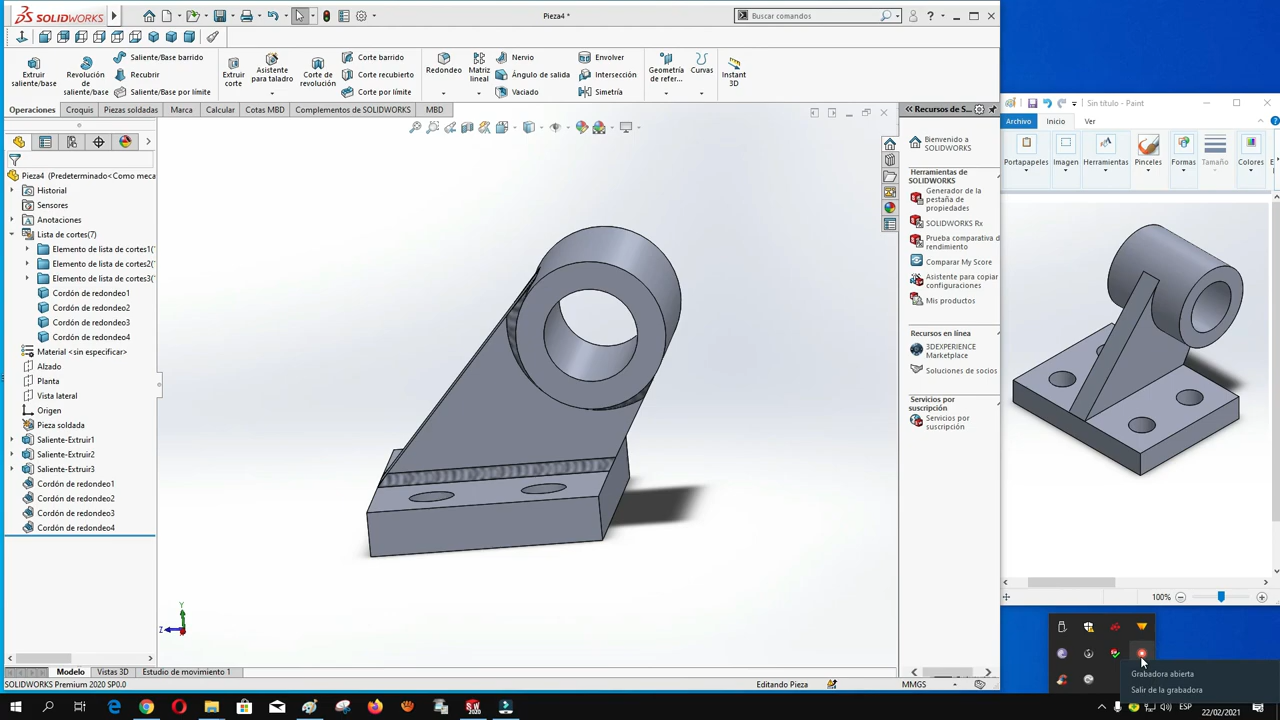 SOLIDWORKS
Pieza4 *
Buscar comandos
Extruir saliente/base
Revolución de saliente/base
Saliente/Base barrido
Recubrir
Saliente/Base por límite
Extruir corte
Asistente para taladro
Corte de revolución
Corte barrido
Corte recubierto
Corte por límite
Redondeo
Matriz lineal
Nervio
Ángulo de salida
Vaciado
Envolver
Intersección
Simetría
Geometría de refer...
Curvas
Instant 3D
Operaciones
Croquis
Piezas soldadas
Marca
Calcular
Cotas MBD
Complementos de SOLIDWORKS
MBD
Pieza4 (Predeterminado<Como meca
Historial
Sensores
Anotaciones
Lista de cortes(7)
Elemento de lista de cortes1('
Elemento de lista de cortes2('
Elemento de lista de cortes3('
Cordón de redondeo1
Cordón de redondeo2
Cordón de redondeo3
Cordón de redondeo4
Material <sin especificar>
Alzado
Planta
Vista lateral
Origen
Pieza soldada
Saliente-Extruir1
Saliente-Extruir2
Saliente-Extruir3
Cordón de redondeo1
Cordón de redondeo2
Cordón de redondeo3
Cordón de redondeo4
Y
Z
Modelo
Vistas 3D
Estudio de movimiento 1
SOLIDWORKS Premium 2020 SP0.0
Editando Pieza
MMGS
Recursos de S...
Bienvenido a
SOLIDWORKS
Herramientas de
SOLIDWORKS
Generador de la
pestaña de
propiedades
SOLIDWORKS Rx
Prueba comparativa d
rendimiento
Comparar My Score
Asistente para copiar
configuraciones
Mis productos
Recursos en línea
3DEXPERIENCE
Marketplace
Soluciones de socios
Servicios por
suscripción
Servicios por
suscripción
Sin título - Paint
Archivo
Inicio
Ver
Portapapeles
Imagen
Herramientas
Pinceles
Formas
Tamaño
Colores
100%
Grabadora abierta
Salir de la grabadora
ESP
22/02/2021